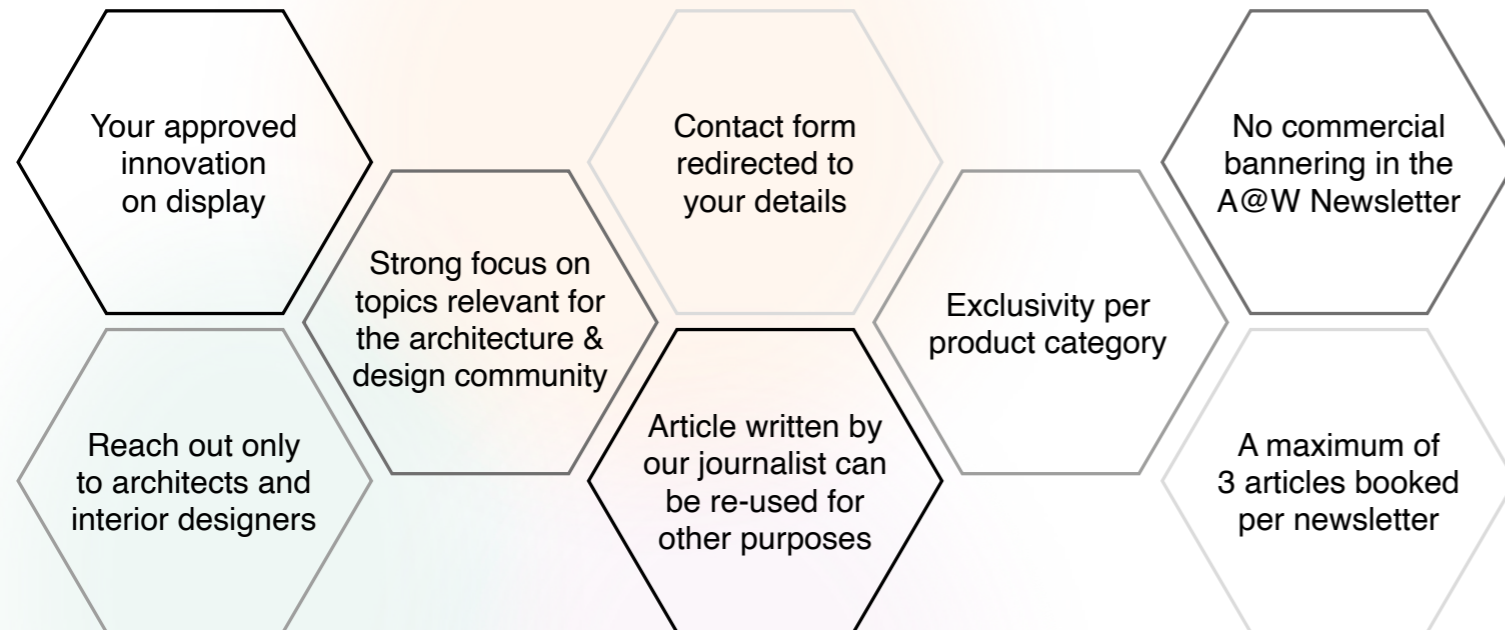 Your approved
innovation
on display
Contact form
redirected to
your details
No commercial
bannering in the
A@W Newsletter
Strong focus on
topics relevant for
the architecture &
design community
Exclusivity per
product category
Reach out only
to architects and
interior designers
Article written by
our journalist can
be re-used for
other purposes
A maximum of
3 articles booked
per newsletter